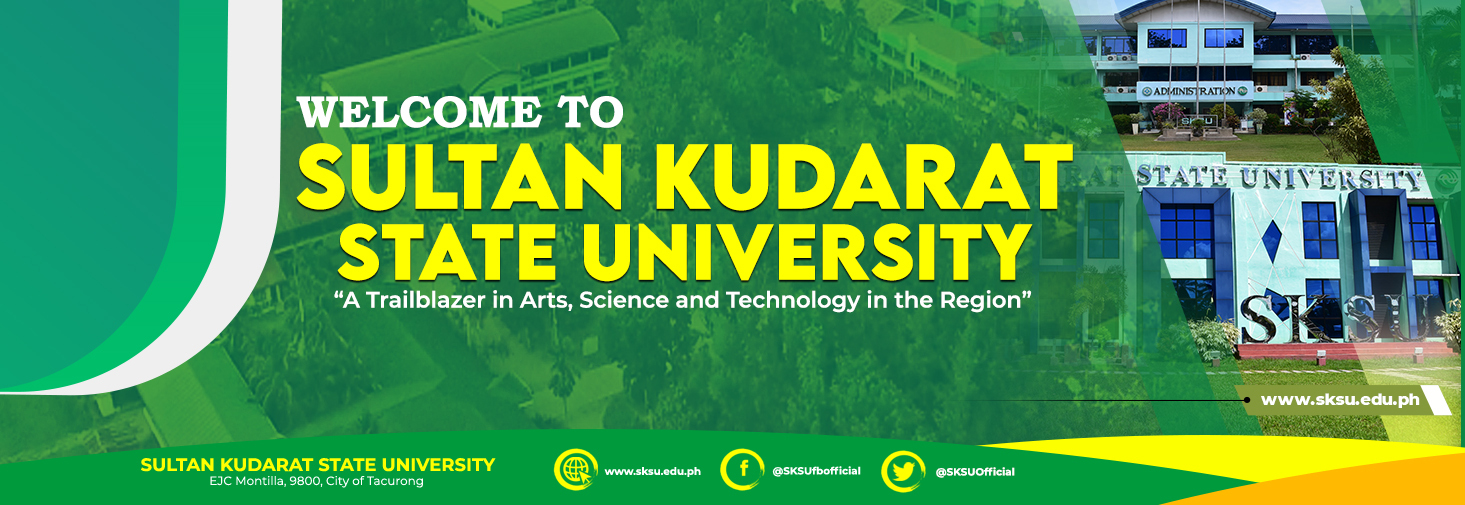 WELCOME TO
SULTAN KUDARAT
STATE UNIVERSITY
“A Trailblazer in Arts, Science and Technology in the Region”
ADMINISTRATION
SKSU
RAT STATE UNIVERSITY
SKSU
www.sksu.edu.ph
SULTAN KUDARAT STATE UNIVERSITY
EJC Montilla, 9800, City of Tacurong
www.sksu.edu.ph
@SKSUfbofficial
@SKSUOfficial